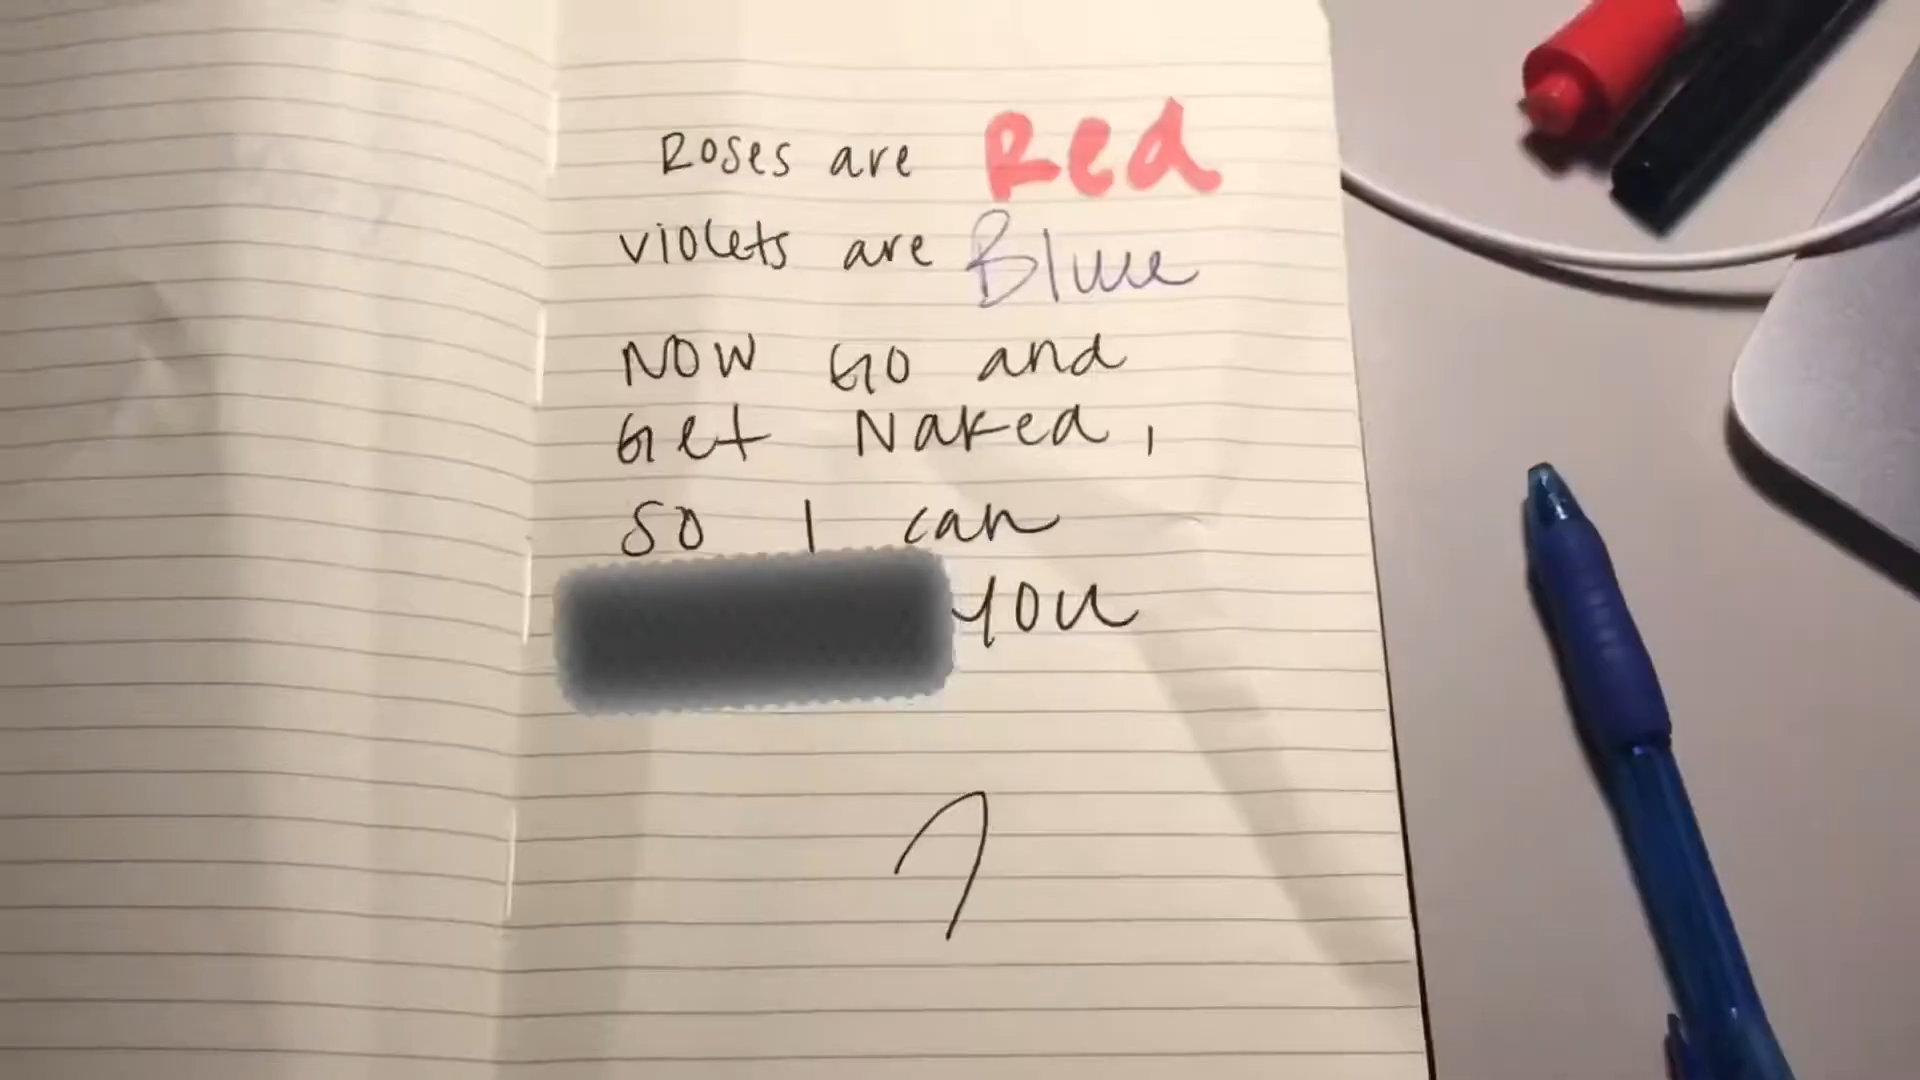 Roses are Red
violets are Blue
NOW GO and
Get Naked,
SO I can
YOU